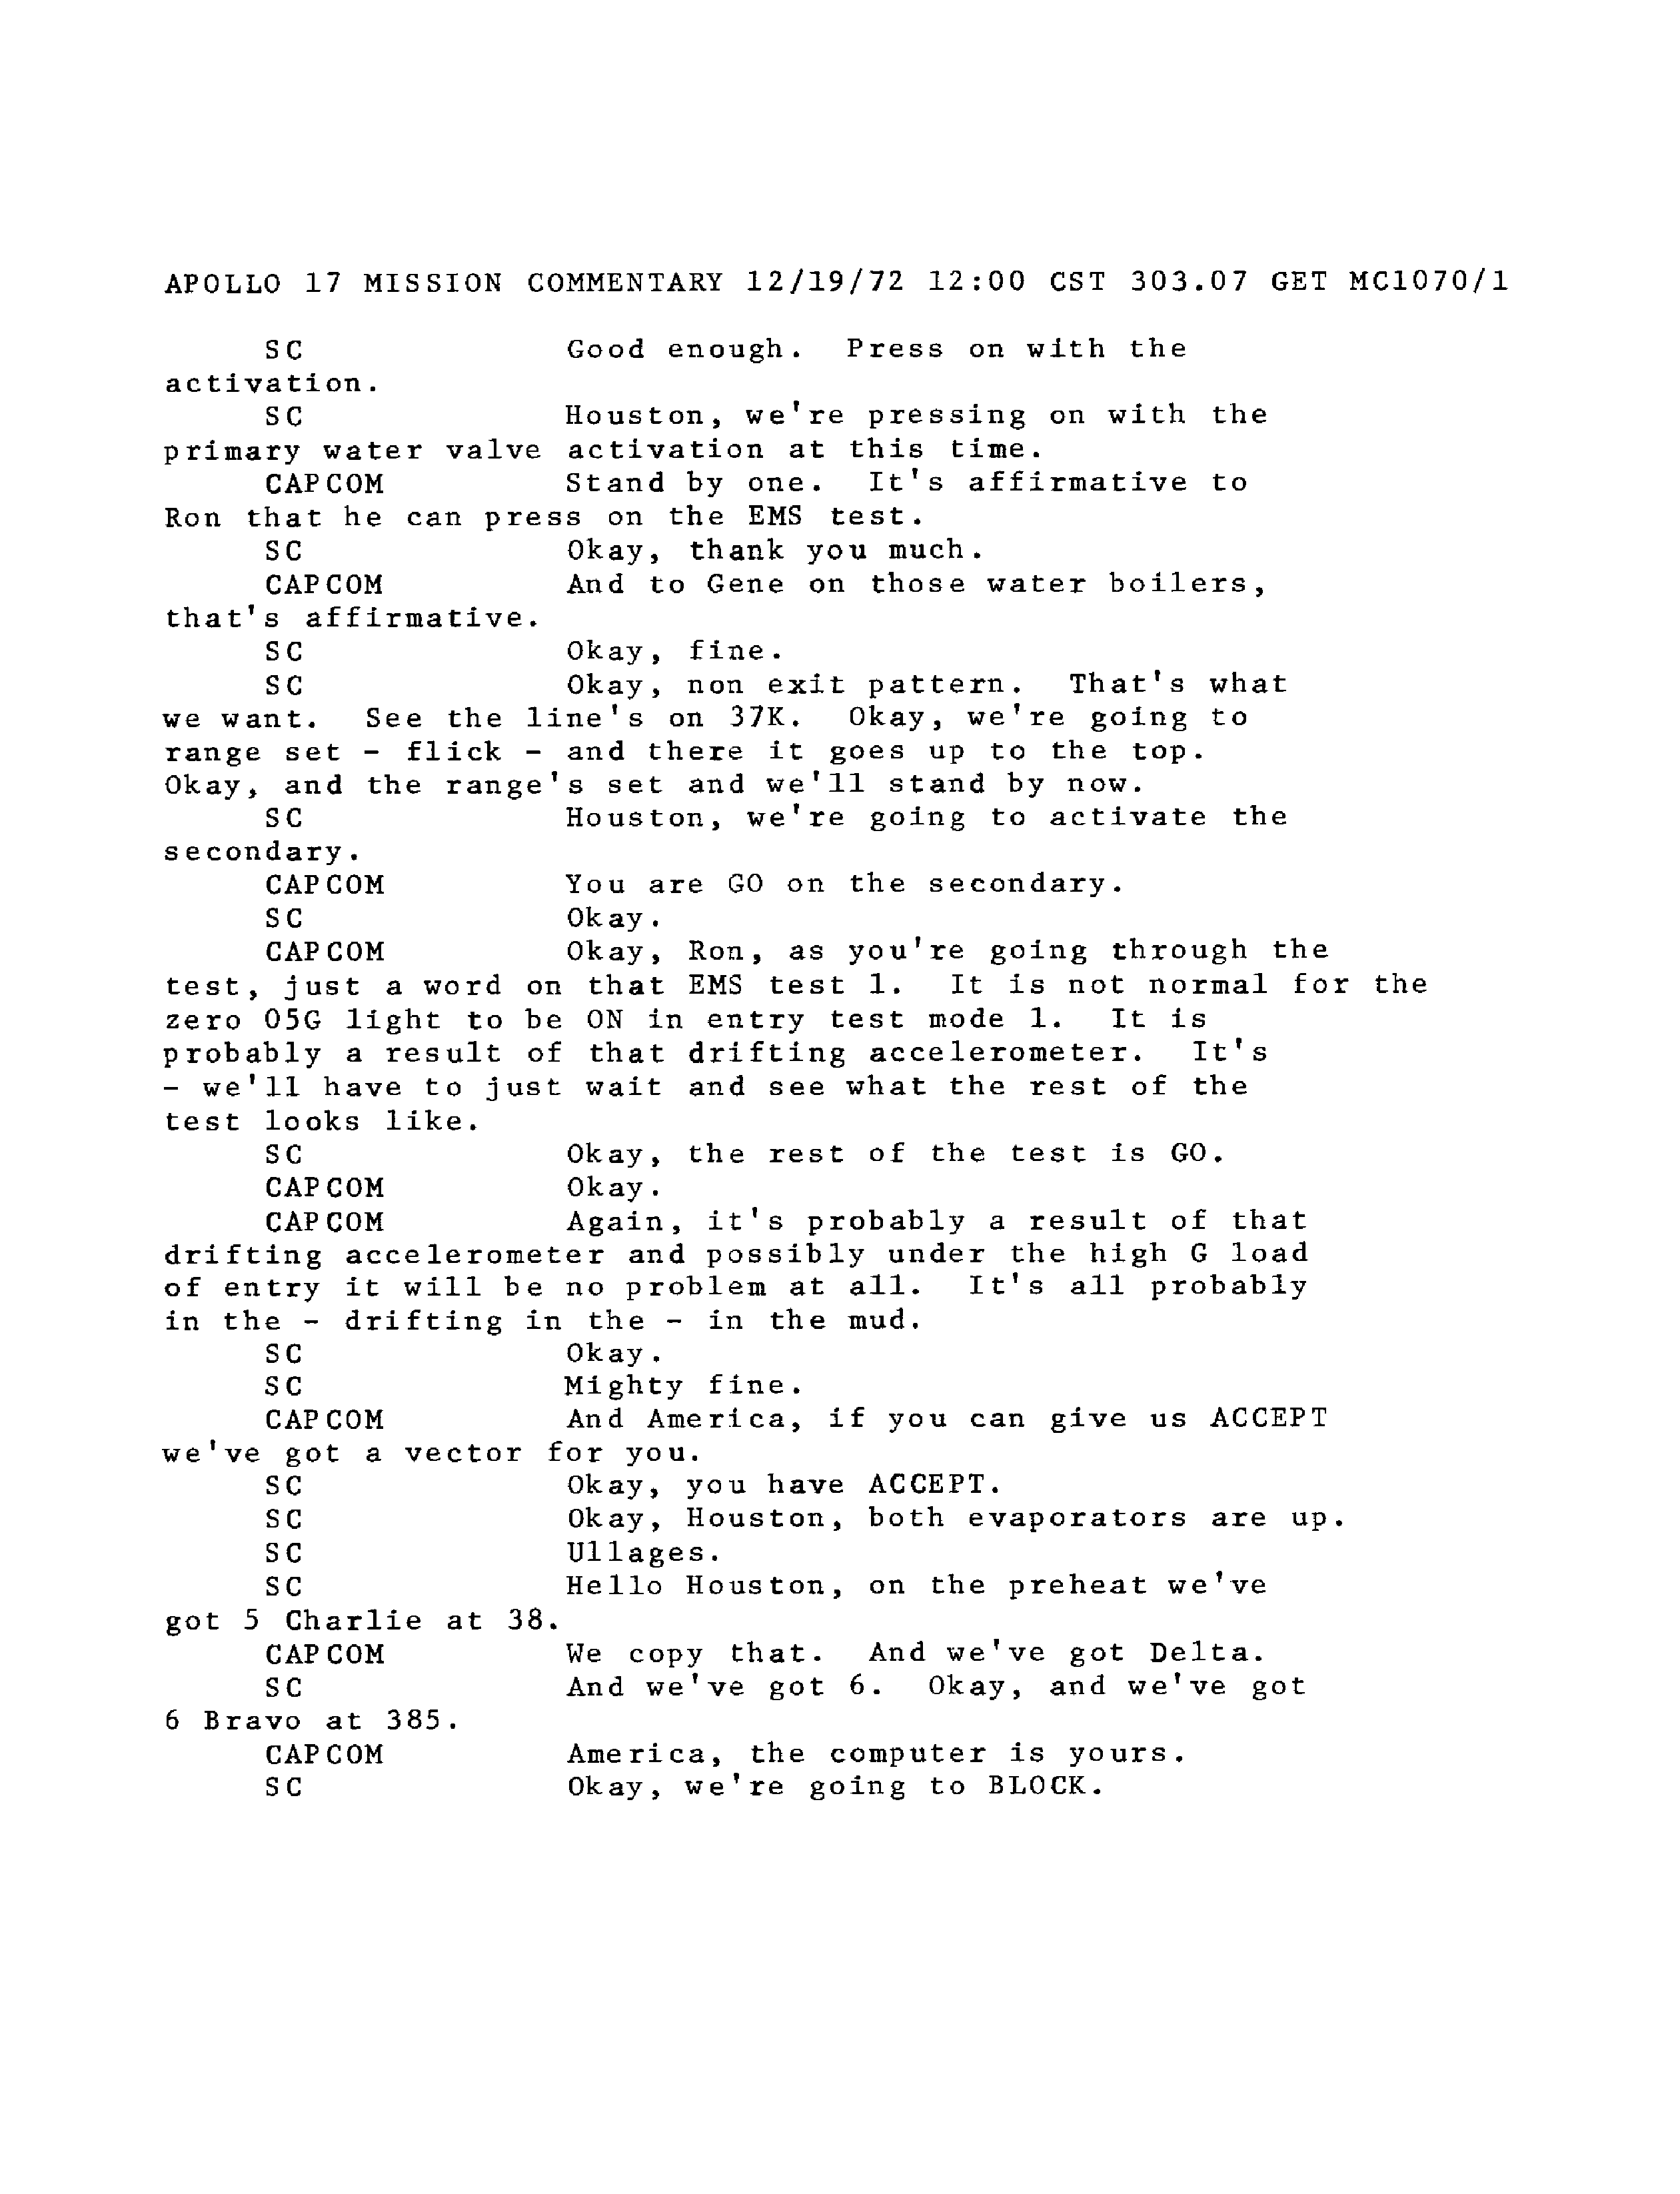 APOLLO 17 MISSION COMMENTARY 12/19/72 12:00 CST 303.07 GET MC1070/1
SC Good enough. Press on with the
activation.
SC Houston, we're pressing on with the
primary water valve activation at this time.
CAPCOM Stand by one. It's affirmative to
Ron that he can press on the EMS test.
SC Okay, thank you much.
CAPCOM And to Gene on those water boilers,
that's affirmative.
SC Okay, fine.
SC Okay, non exit pattern. That's what
we want. See the line's on 37K. Okay, we're going to
range set - flick - and there it goes up to the top.
Okay, and the range's set and we'll stand by now.
SC Houston, we're going to activate the
secondary.
CAPCOM You are GO on the secondary.
SC Okay.
CAPCOM Okay, Ron, as you're going through the
test, just a word on that EMS test 1. It is not normal for the
zero 05G light to be ON in entry test mode 1. It is
probably a result of that drifting accelerometer. It's
- we'll have to just wait and see what the rest of the
test looks like.
SC Okay, the rest of the test is GO.
CAPCOM Okay.
CAPCOM Again, it's probably a result of that
drifting accelerometer and possibly under the high G load
of entry it will be no problem at all. It's all probably
in the - drifting in the - in the mud.
SC Okay.
SC Mighty fine.
CAPCOM And America, if you can give us ACCEPT
we've got a vector for you.
SC Okay, you have ACCEPT.
SC Okay, Houston, both evaporators are up.
SC Ullages.
SC Hello Houston, on the preheat we've
got 5 Charlie at 38.
CAPCOM We copy that. And we've got Delta.
SC And we've got 6. Okay, and we've got
6 Bravo at 385.
CAPCOM America, the computer is yours.
SC Okay, we're going to BLOCK.